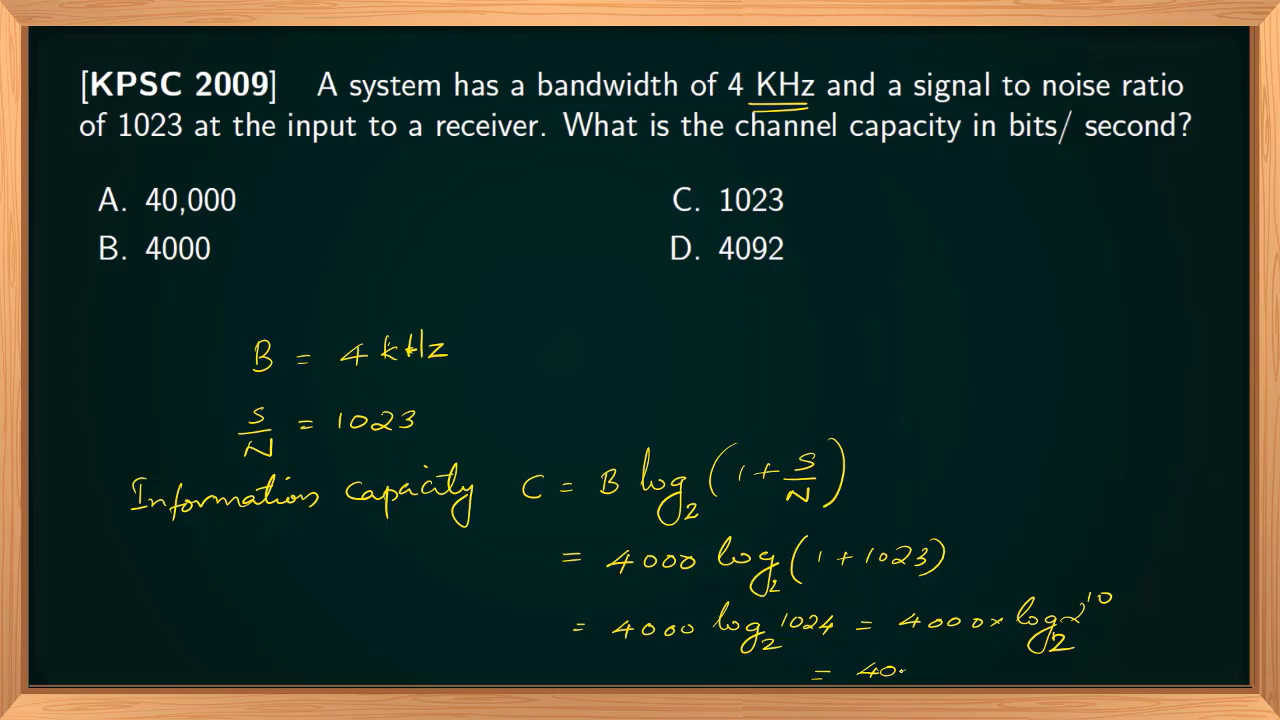 [KPSC 2009] A system has a bandwidth of 4 KHz and a signal to noise ratio
of 1023 at the input to a receiver. What is the channel capacity in bits/ second?
A. 40,000
C. 1023
B. 4000
D. 4092
B = 4 kHz
S/N = 1023
Information capacity C = B log₂ (1 + S/N)
= 4000 log₂ (1 + 1023)
= 4000 log₂ 1024 = 4000 × log₂ 2¹⁰
= 40